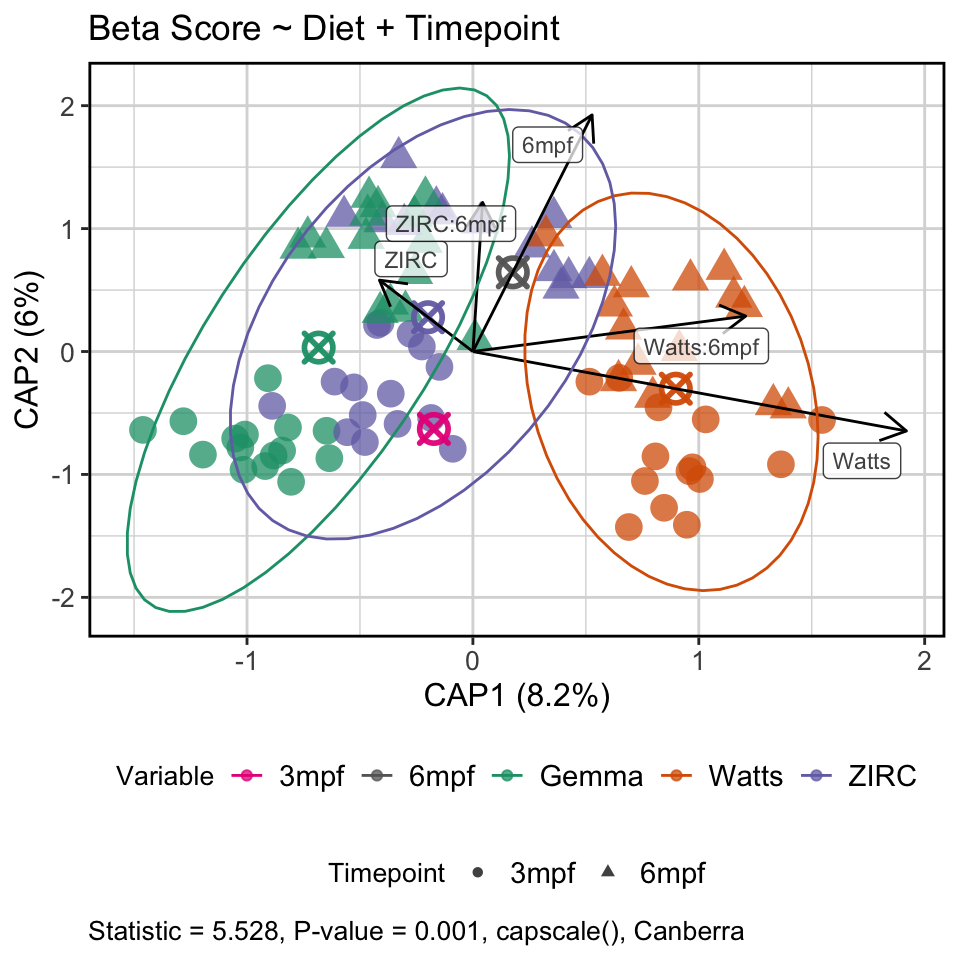 Beta Score ~ Diet + Timepoint
CAP2 (6%)
2
1
0
-1
-2
6mpf
ZIRC:6mpf
ZIRC
Watts:6mpf
Watts
-1
0
1
2
CAP1 (8.2%)
Variable 3mpf 6mpf Gemma Watts ZIRC
Timepoint 3mpf 6mpf
Statistic = 5.528, P-value = 0.001, capscale(), Canberra